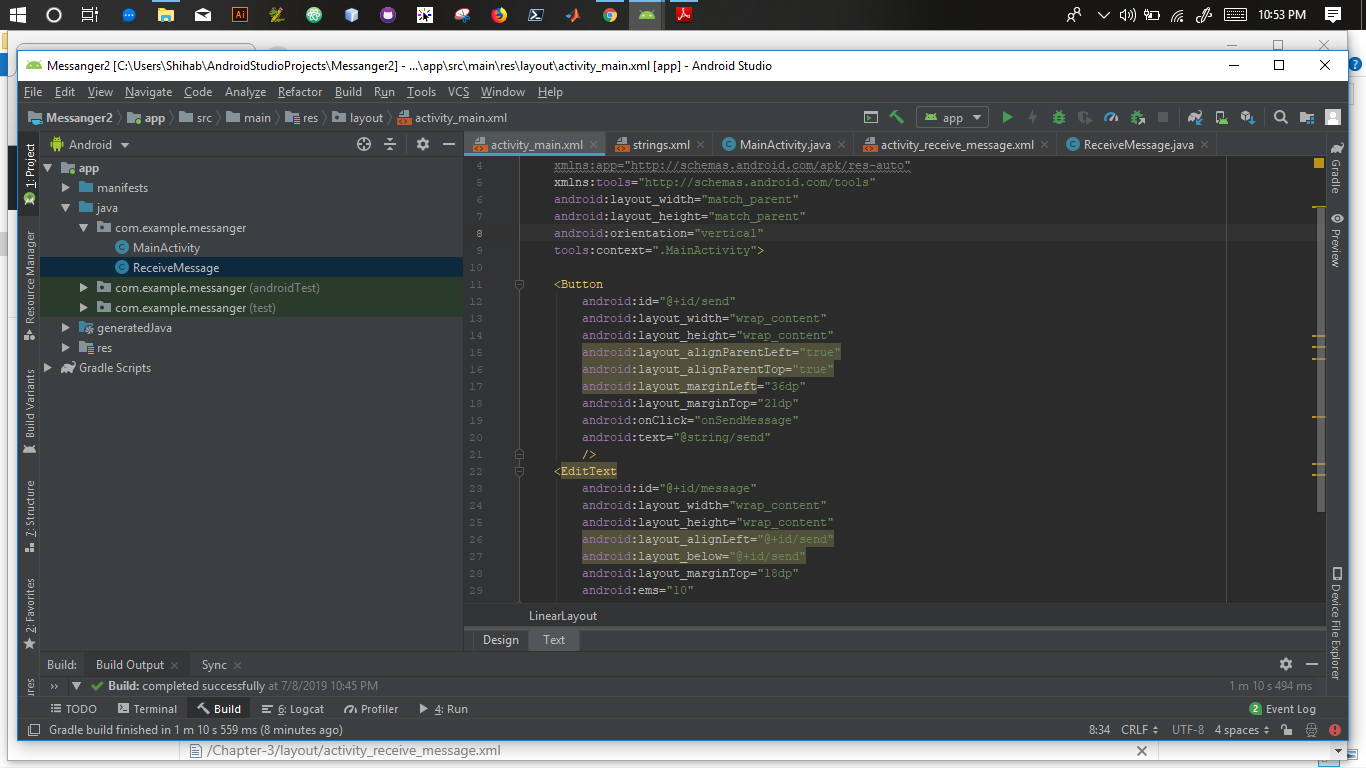 10:53 PM
Messanger2 [C:\Users\Shihab\AndroidStudioProjects\Messanger2] - ...\app\src\main\res\layout\activity_main.xml [app] - Android Studio
File Edit View Navigate Code Analyze Refactor Build Run Tools VCS Window Help
Messanger2 app src main res layout activity_main.xml
app
Android
activity_main.xml strings.xml MainActivity.java activity_receive_message.xml ReceiveMessage.java
1: Project
Resource Manager
Build Variants
7: Structure
2: Favorites
app
manifests
java
com.example.messanger
MainActivity
ReceiveMessage
com.example.messanger (androidTest)
com.example.messanger (test)
generatedJava
res
Gradle Scripts
4 xmlns:app="http://schemas.android.com/apk/res-auto"
5 xmlns:tools="http://schemas.android.com/tools"
6 android:layout_width="match_parent"
7 android:layout_height="match_parent"
8 android:orientation="vertical"
9 tools:context=".MainActivity">
10
11 <Button
12 android:id="@+id/send"
13 android:layout_width="wrap_content"
14 android:layout_height="wrap_content"
15 android:layout_alignParentLeft="true"
16 android:layout_alignParentTop="true"
17 android:layout_marginLeft="36dp"
18 android:layout_marginTop="21dp"
19 android:onClick="onSendMessage"
20 android:text="@string/send"
21 />
22 <EditText
23 android:id="@+id/message"
24 android:layout_width="wrap_content"
25 android:layout_height="wrap_content"
26 android:layout_alignLeft="@+id/send"
27 android:layout_below="@+id/send"
28 android:layout_marginTop="18dp"
29 android:ems="10"
LinearLayout
Design Text
Gradle
Preview
Device File Explorer
Build: Build Output Sync
Build: completed successfully at 7/8/2019 10:45 PM
1 m 10 s 494 ms
TODO Terminal Build 6: Logcat Profiler 4: Run
2 Event Log
Gradle build finished in 1 m 10 s 559 ms (8 minutes ago)
8:34 CRLF UTF-8 4 spaces
/Chapter-3/layout/activity_receive_message.xml